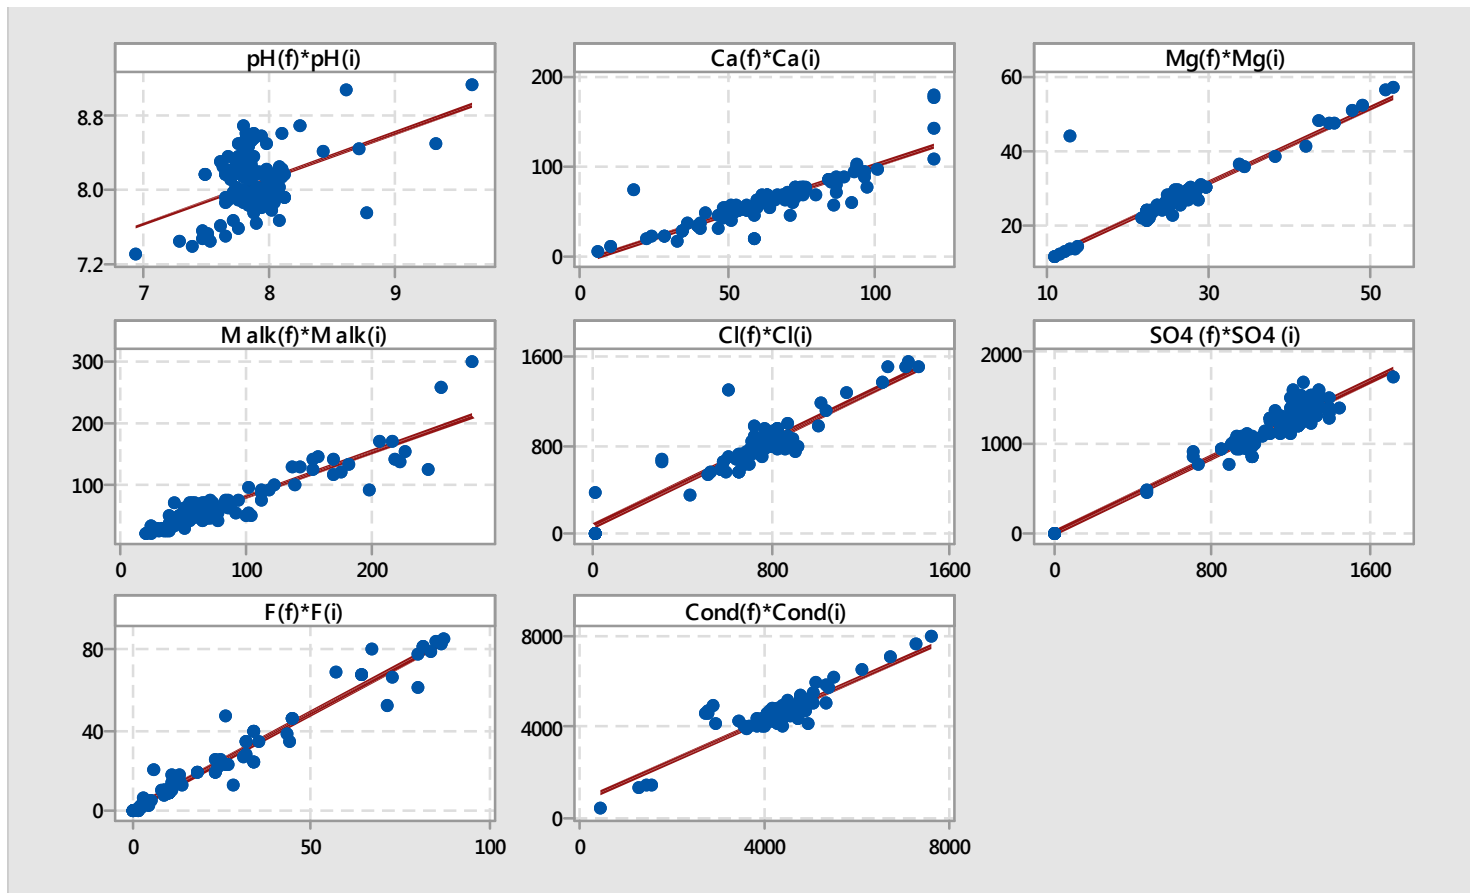 pH(f)*pH(i)
Ca(f)*Ca(i)
Mg(f)*Mg(i)
8.8
8.0
7.2
7 8 9
200
100
0
0 50 100
60
40
20
10 30 50
M alk(f)*M alk(i)
Cl(f)*Cl(i)
SO4 (f)*SO4 (i)
300
200
100
0 100 200
1600
800
0
0 800 1600
2000
1000
0
0 800 1600
F(f)*F(i)
Cond(f)*Cond(i)
80
40
0
0 50 100
8000
4000
0
0 4000 8000